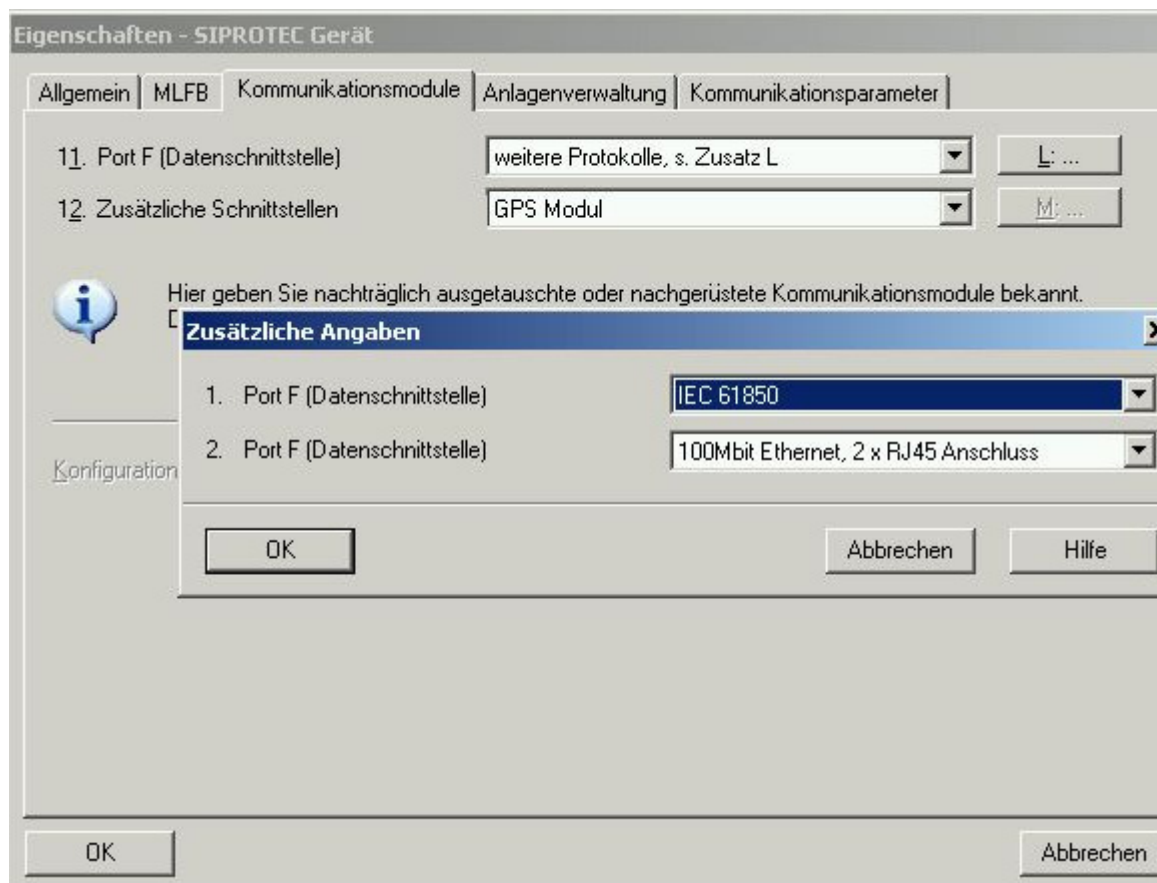 Eigenschaften - SIPROTEC Gerät
Allgemein MLFB Kommunikationsmodule Anlagenverwaltung Kommunikationsparameter
11. Port F (Datenschnittstelle) weitere Protokolle, s. Zusatz L L: ...
12. Zusätzliche Schnittstellen GPS Modul M: ...
Hier geben Sie nachträglich ausgetauschte oder nachgerüstete Kommunikationsmodule bekannt.
Zusätzliche Angaben
1. Port F (Datenschnittstelle) IEC 61850
2. Port F (Datenschnittstelle) 100Mbit Ethernet, 2 x RJ45 Anschluss
Konfiguration
OK Abbrechen Hilfe
OK Abbrechen